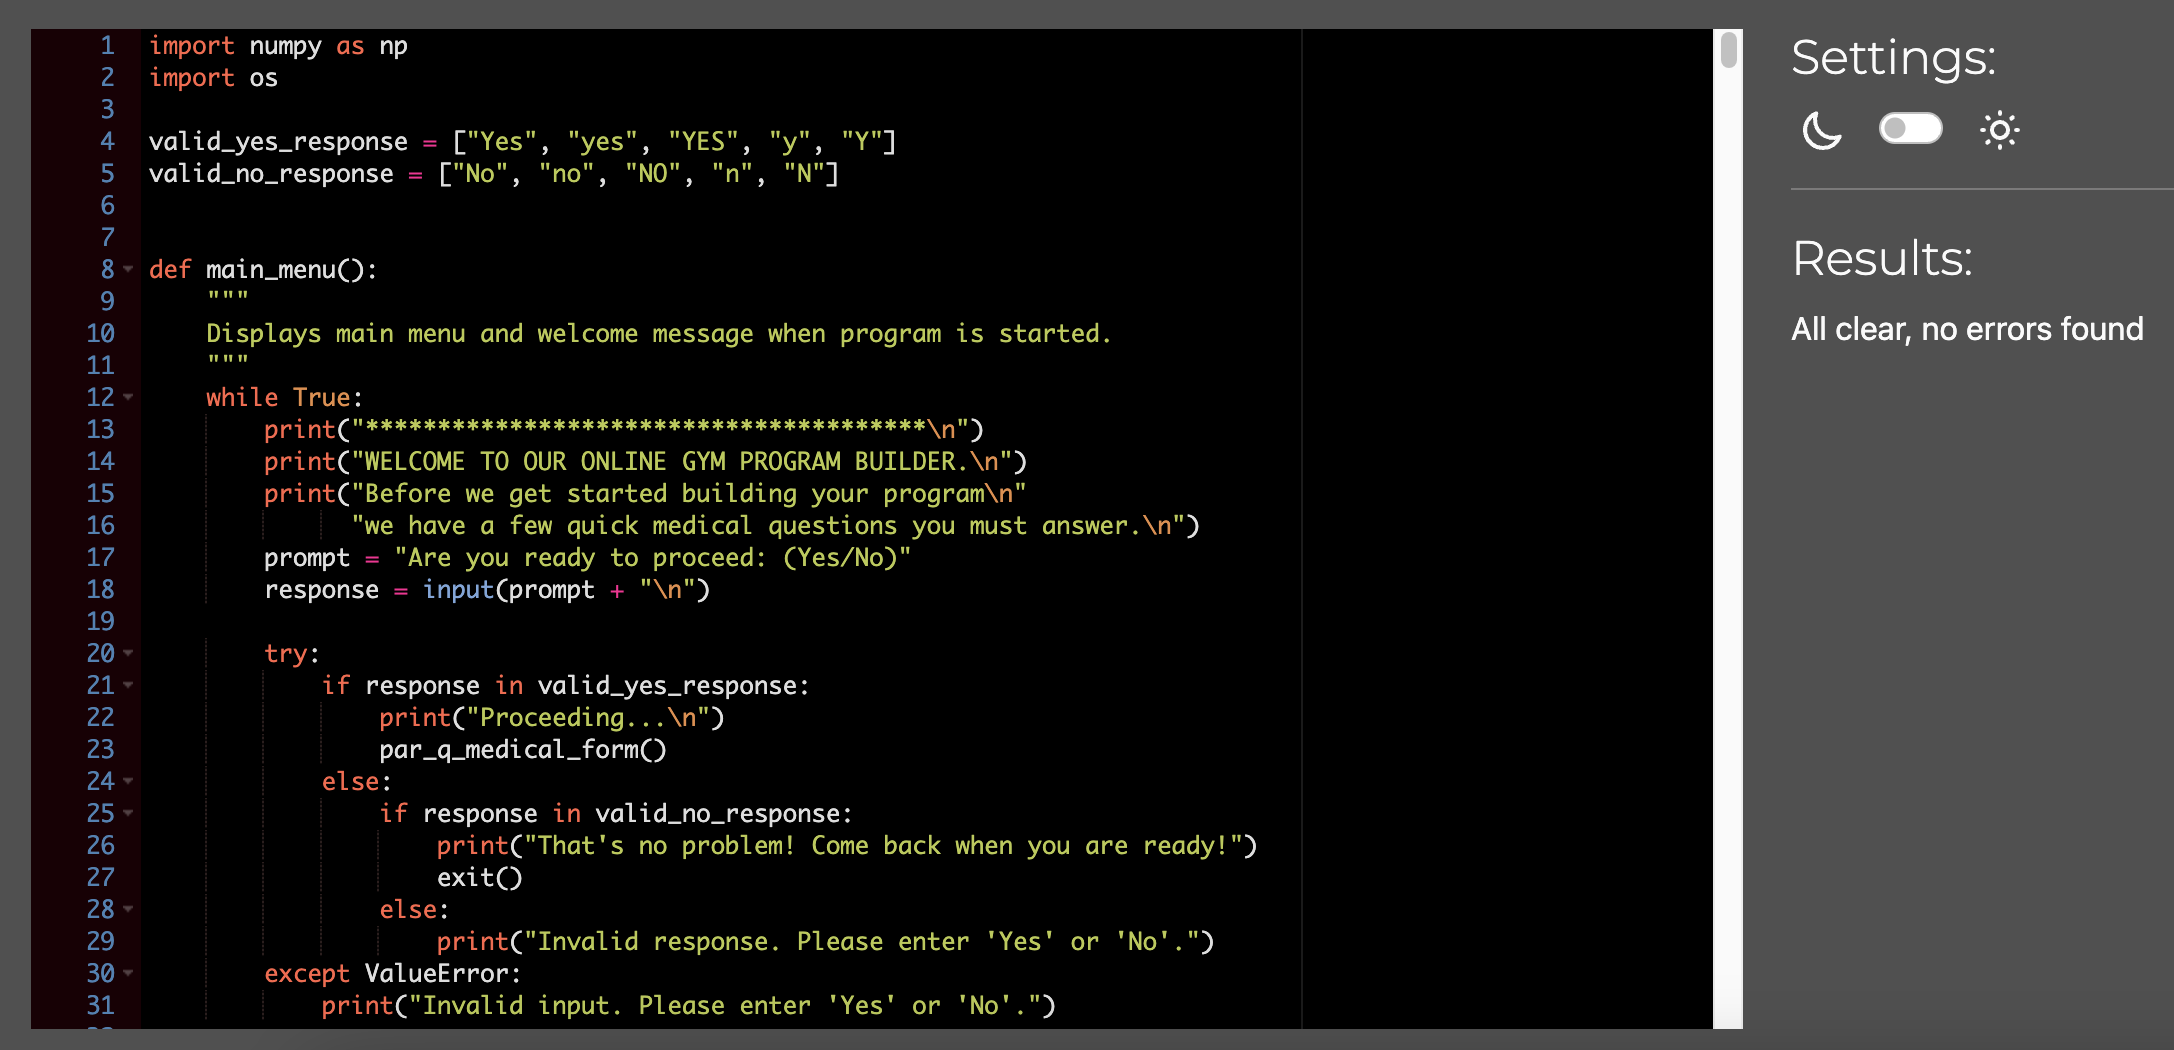 1 import numpy as np
2 import os
3
4 valid_yes_response = ["Yes", "yes", "YES", "y", "Y"]
5 valid_no_response = ["No", "no", "NO", "n", "N"]
6
7
8 def main_menu():
9     """
10     Displays main menu and welcome message when program is started.
11     """
12     while True:
13         print("***************************************\n")
14         print("WELCOME TO OUR ONLINE GYM PROGRAM BUILDER.\n")
15         print("Before we get started building your program\n"
16               "we have a few quick medical questions you must answer.\n")
17         prompt = "Are you ready to proceed: (Yes/No)"
18         response = input(prompt + "\n")
19
20         try:
21             if response in valid_yes_response:
22                 print("Proceeding...\n")
23                 par_q_medical_form()
24             else:
25                 if response in valid_no_response:
26                     print("That's no problem! Come back when you are ready!")
27                     exit()
28                 else:
29                     print("Invalid response. Please enter 'Yes' or 'No'.")
30         except ValueError:
31             print("Invalid input. Please enter 'Yes' or 'No'.")
Settings:
Results:
All clear, no errors found